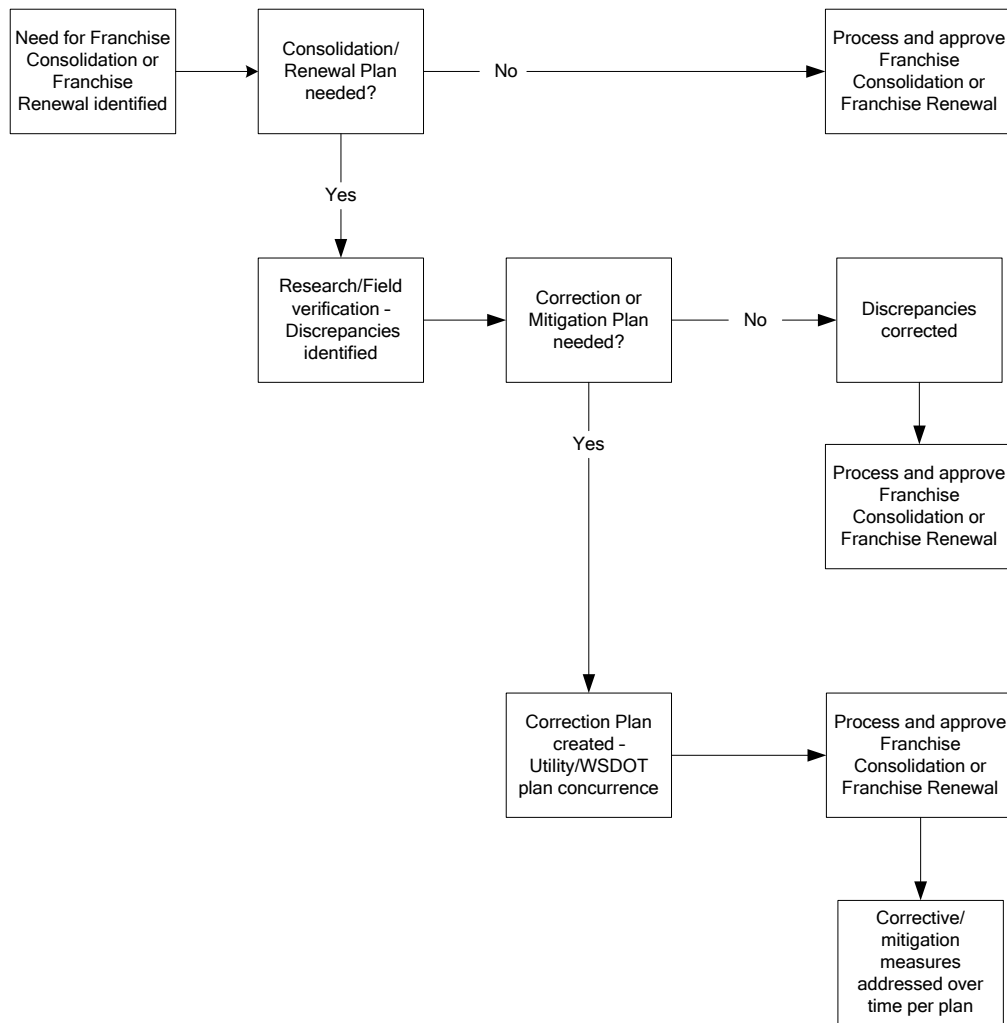 Need for Franchise
Consolidation or
Franchise
Renewal identified
Consolidation/
Renewal Plan
needed?
No
Process and approve
Franchise
Consolidation or
Franchise Renewal
Yes
Research/Field
verification -
Discrepancies
identified
Correction or
Mitigation Plan
needed?
No
Discrepancies
corrected
Yes
Process and approve
Franchise
Consolidation or
Franchise Renewal
Correction Plan
created -
Utility/WSDOT
plan concurrence
Process and approve
Franchise
Consolidation or
Franchise Renewal
Corrective/
mitigation
measures
addressed over
time per plan